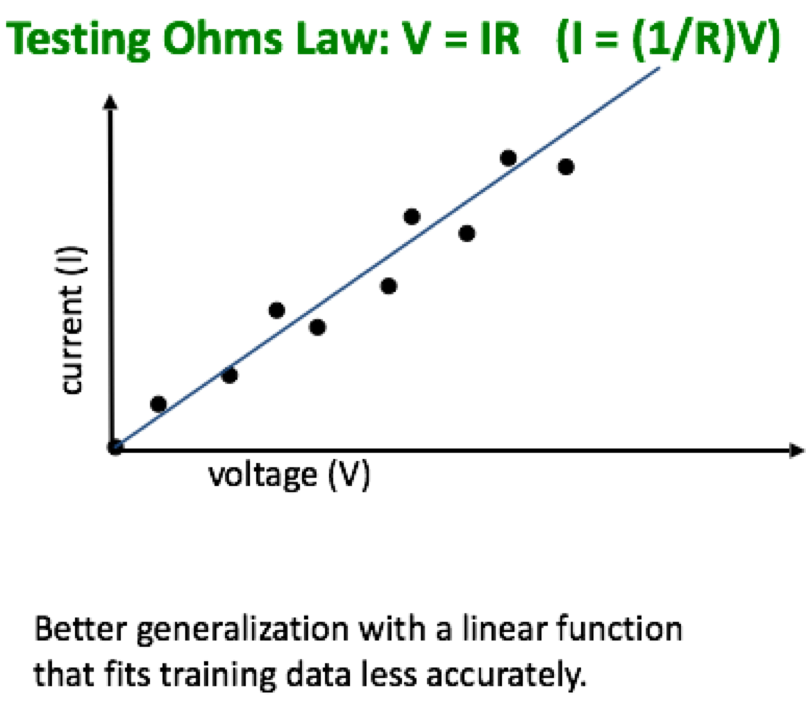 Testing Ohms Law: V = IR (I = (1/R)V)
current (I)
voltage (V)
Better generalization with a linear function
that fits training data less accurately.